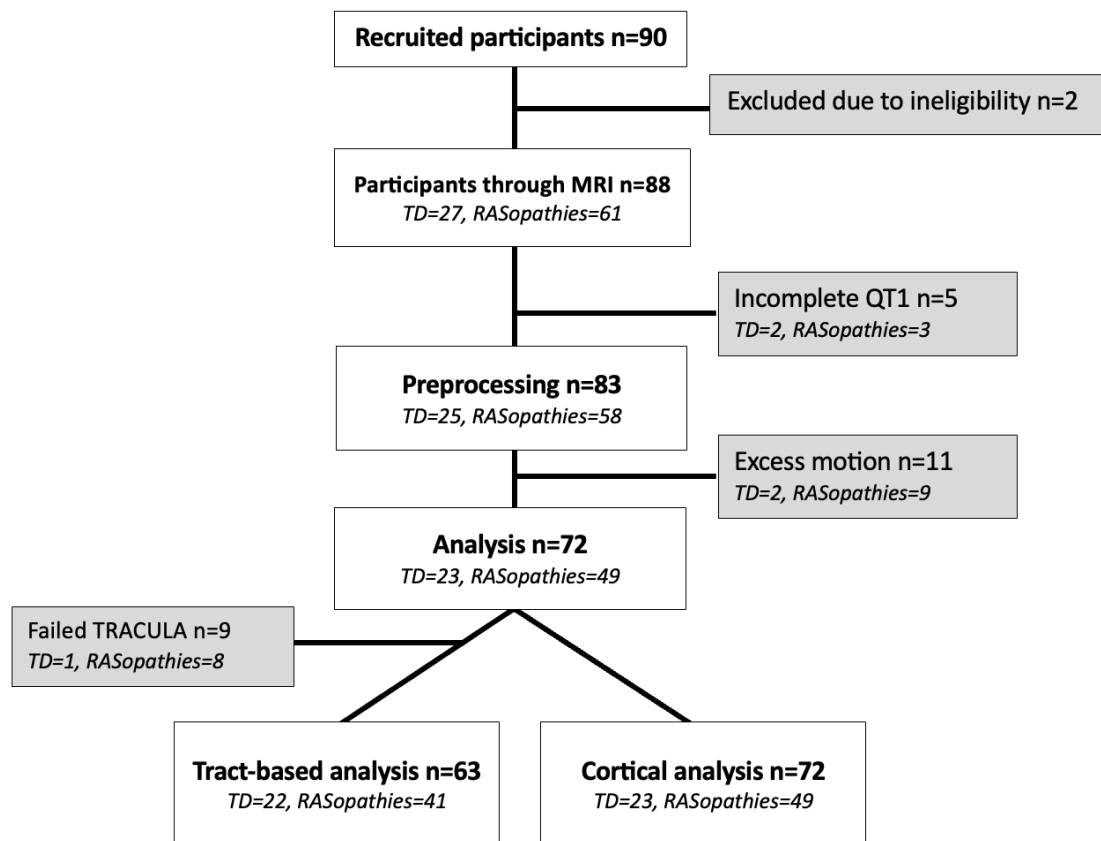 Recruited participants n=90
Excluded due to ineligibility n=2
Participants through MRI n=88
TD=27, RASopathies=61
Incomplete QT1 n=5
TD=2, RASopathies=3
Preprocessing n=83
TD=25, RASopathies=58
Excess motion n=11
TD=2, RASopathies=9
Analysis n=72
TD=23, RASopathies=49
Failed TRACULA n=9
TD=1, RASopathies=8
Tract-based analysis n=63
TD=22, RASopathies=41
Cortical analysis n=72
TD=23, RASopathies=49